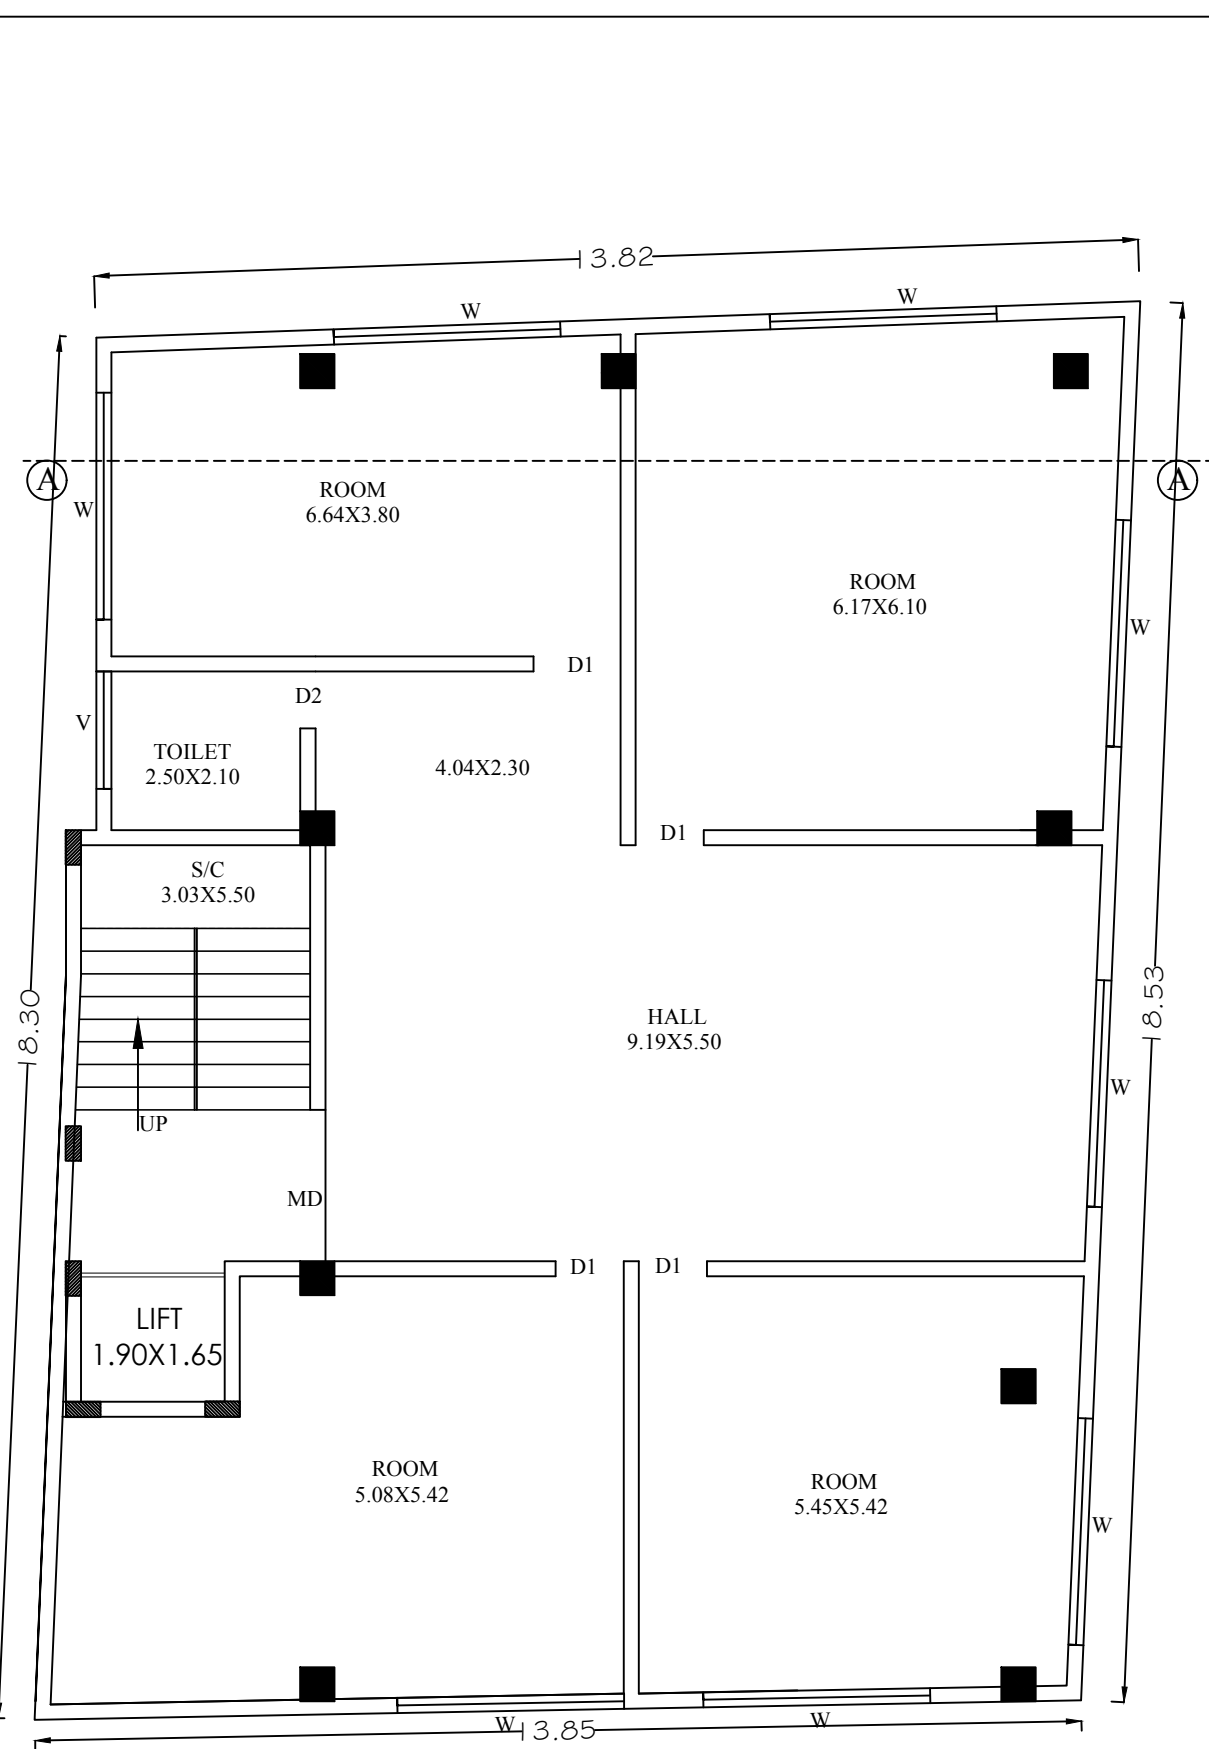 13.82
W
W
A
A
W
ROOM
6.64X3.80
ROOM
6.17X6.10
W
D1
D2
V
TOILET
2.50X2.10
4.04X2.30
D1
S/C
3.03X5.50
18.30
18.53
HALL
9.19X5.50
W
UP
MD
D1
D1
LIFT
1.90X1.65
ROOM
5.08X5.42
ROOM
5.45X5.42
W
W
13.85
W